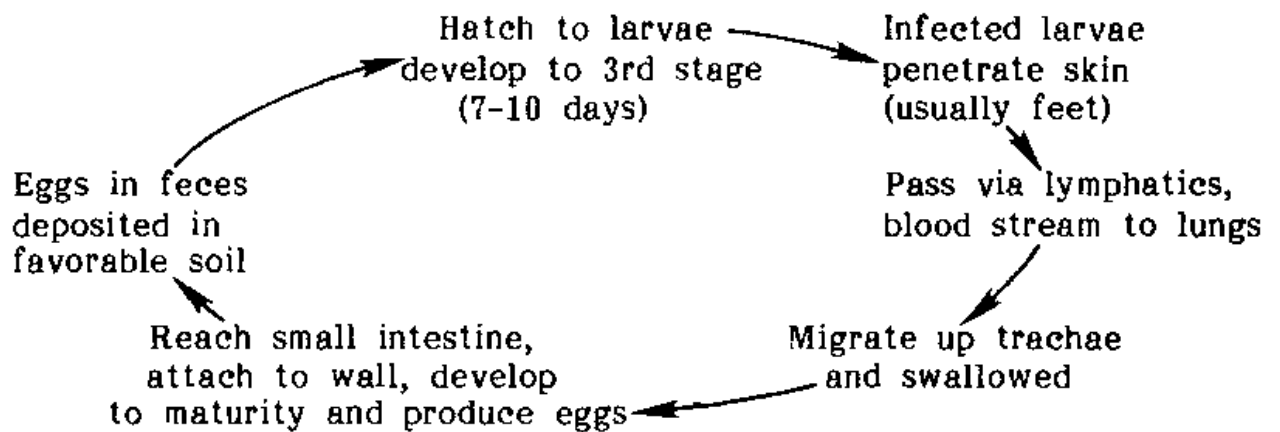 Hatch to larvae
develop to 3rd stage
(7-10 days)
Infected larvae
penetrate skin
(usually feet)
Pass via lymphatics,
blood stream to lungs
Migrate up trachae
and swallowed
Reach small intestine,
attach to wall, develop
to maturity and produce eggs
Eggs in feces
deposited in
favorable soil